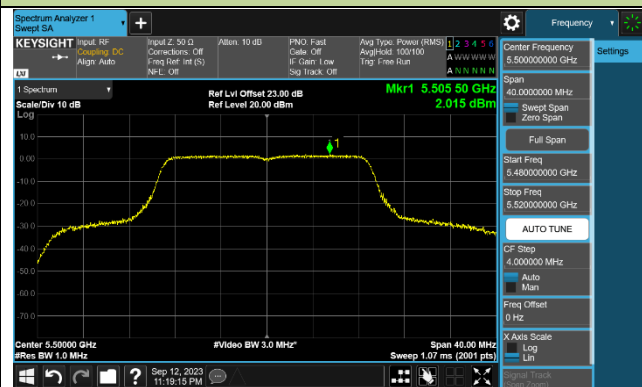 Spectrum Analyzer 1
Swept SA
Frequency
KEYSIGHT
Input: RF
Coupling: DC
Align: Auto
Input Z: 50 Ω
Corrections: Off
Freq Ref: Int (S)
NFE: Off
Atten: 10 dB
PNO: Fast
Gate: Off
IF Gain: Low
Sig Track: Off
Avg Type: Power (RMS)
Avg|Hold: 100/100
Trig: Free Run
1 2 3 4 5 6
A W W W W W
A N N N N N
LXI
1 Spectrum
Scale/Div 10 dB
Log
Ref Lvl Offset 23.00 dB
Ref Level 20.00 dBm
Mkr1 5.505 50 GHz
2.015 dBm
1
10.0
0.00
-10.0
-20.0
-30.0
-40.0
-50.0
-60.0
-70.0
Center 5.50000 GHz
#Res BW 1.0 MHz
#Video BW 3.0 MHz*
Span 40.00 MHz
Sweep 1.07 ms (2001 pts)
Center Frequency
5.500000000 GHz
Settings
Span
40.0000000 MHz
Swept Span
Zero Span
Full Span
Start Freq
5.480000000 GHz
Stop Freq
5.520000000 GHz
AUTO TUNE
CF Step
4.000000 MHz
Auto
Man
Freq Offset
0 Hz
X Axis Scale
Log
Lin
Signal Track
(Span Zoom)
Sep 12, 2023
11:19:15 PM